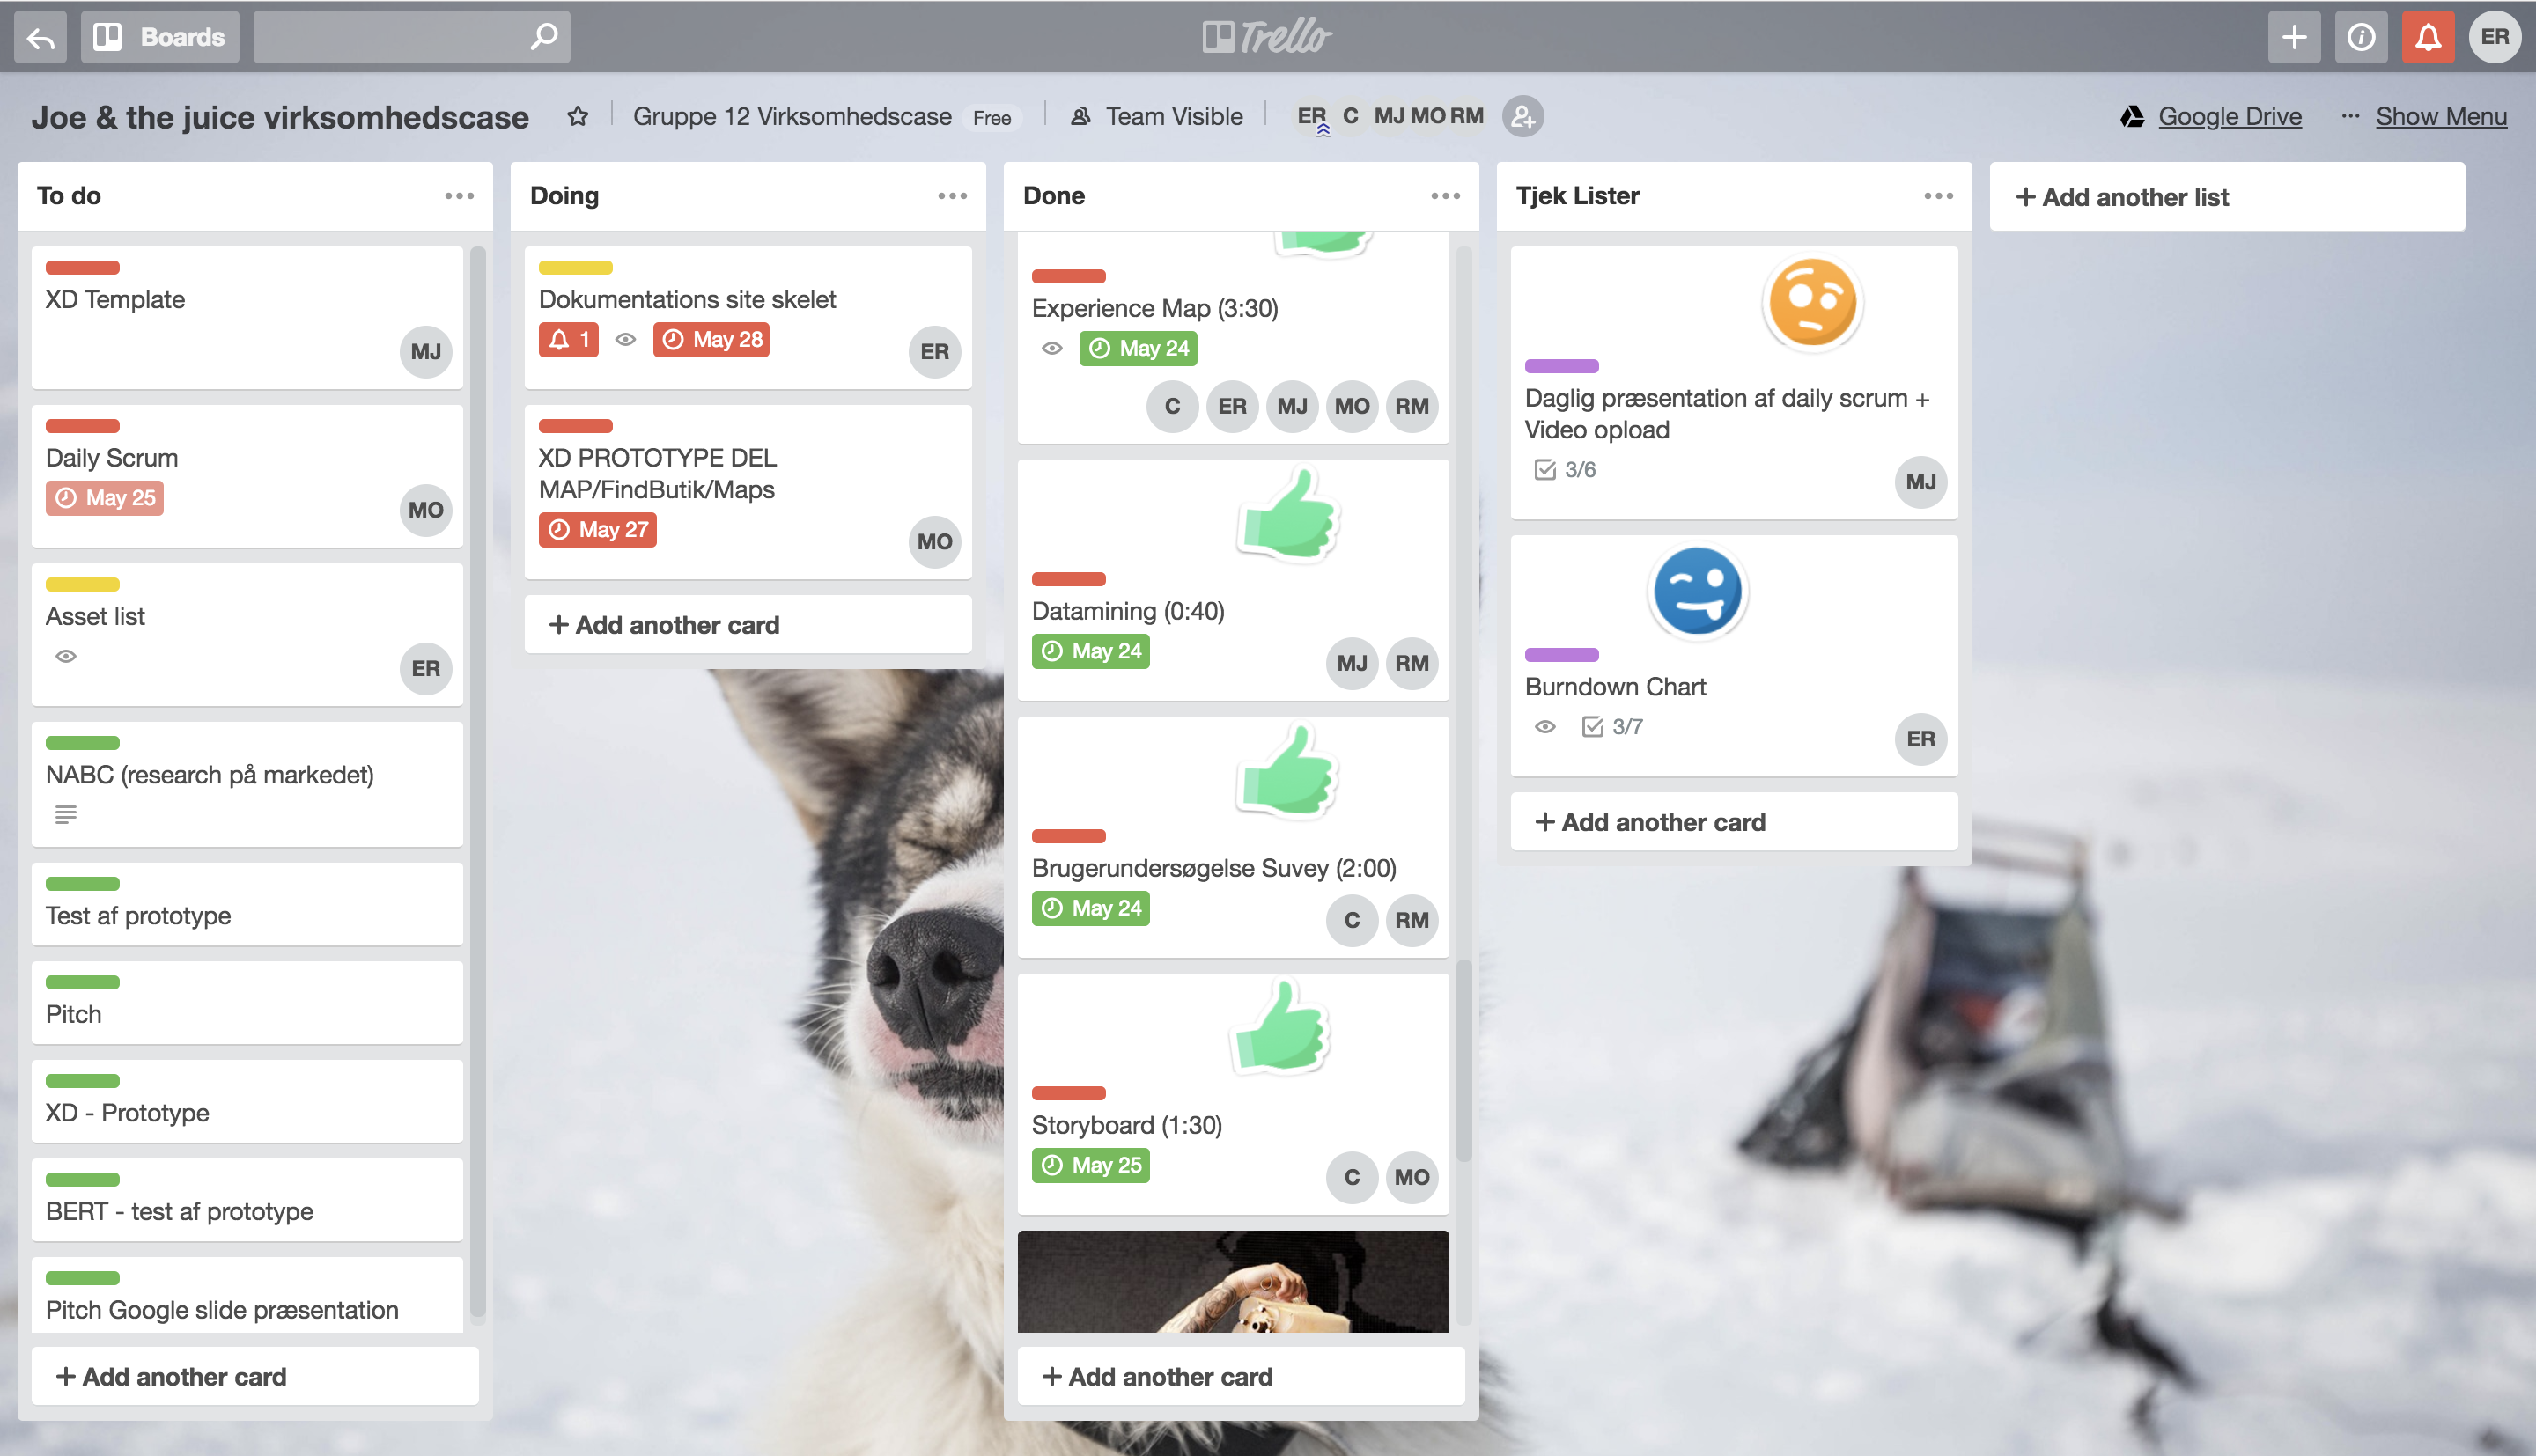 Boards
Trello
ER
Joe & the juice virksomhedscase
Gruppe 12 Virksomhedscase Free
Team Visible
ER C MJ MO RM
Google Drive
... Show Menu
To do
XD Template
MJ
Daily Scrum
May 25
MO
Asset list
ER
NABC (research på markedet)
Test af prototype
Pitch
XD - Prototype
BERT - test af prototype
Pitch Google slide præsentation
+ Add another card
Doing
Dokumentations site skelet
1
May 28
ER
XD PROTOTYPE DEL
MAP/FindButik/Maps
May 27
MO
+ Add another card
Done
Experience Map (3:30)
May 24
C ER MJ MO RM
Datamining (0:40)
May 24
MJ RM
Brugerundersøgelse Suvey (2:00)
May 24
C RM
Storyboard (1:30)
May 25
C MO
+ Add another card
Tjek Lister
Daglig præsentation af daily scrum +
Video opload
3/6
MJ
Burndown Chart
3/7
ER
+ Add another card
+ Add another list